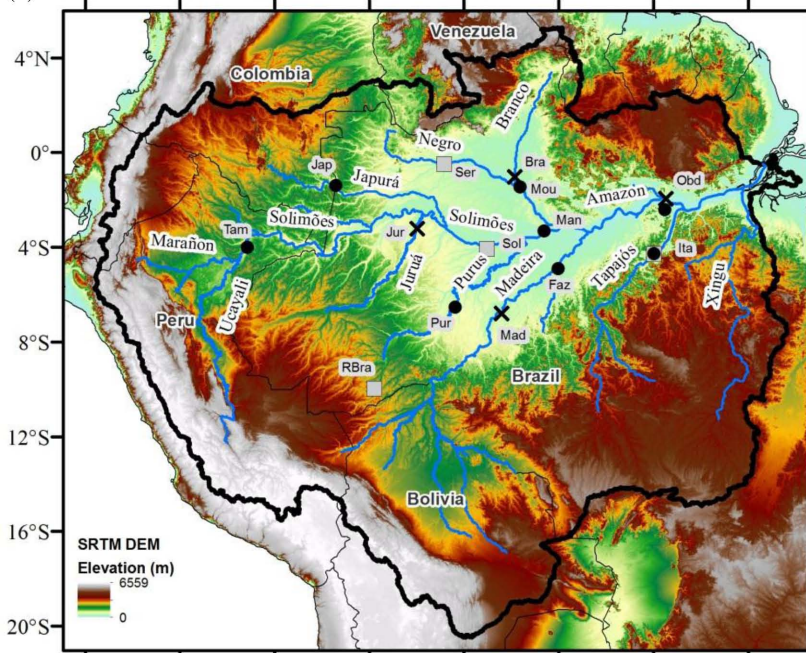 Venezuela
4°N
Colombia
Branco
Negro
0°
Bra
Ser
Jap
Japurá
Mou
Amazon
Obd
Solimões
Solimões
Man
Tam
Marañon
Jur
Sol
4°S
Ita
Juruá
Purus
Madeira
Tapajós
Xingu
Ucayali
Faz
Peru
Pur
Mad
8°S
RBra
Brazil
12°S
Bolivia
16°S
SRTM DEM
Elevation (m)
6559
0
20°S